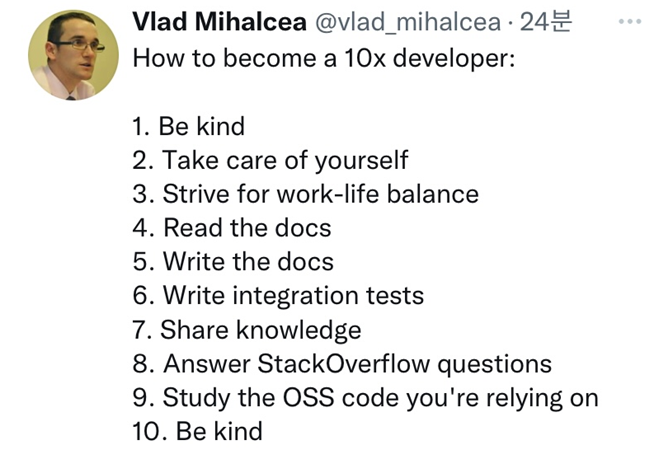 Vlad Mihalcea @vlad_mihalcea · 24분
How to become a 10x developer:
1. Be kind
2. Take care of yourself
3. Strive for work-life balance
4. Read the docs
5. Write the docs
6. Write integration tests
7. Share knowledge
8. Answer StackOverflow questions
9. Study the OSS code you're relying on
10. Be kind